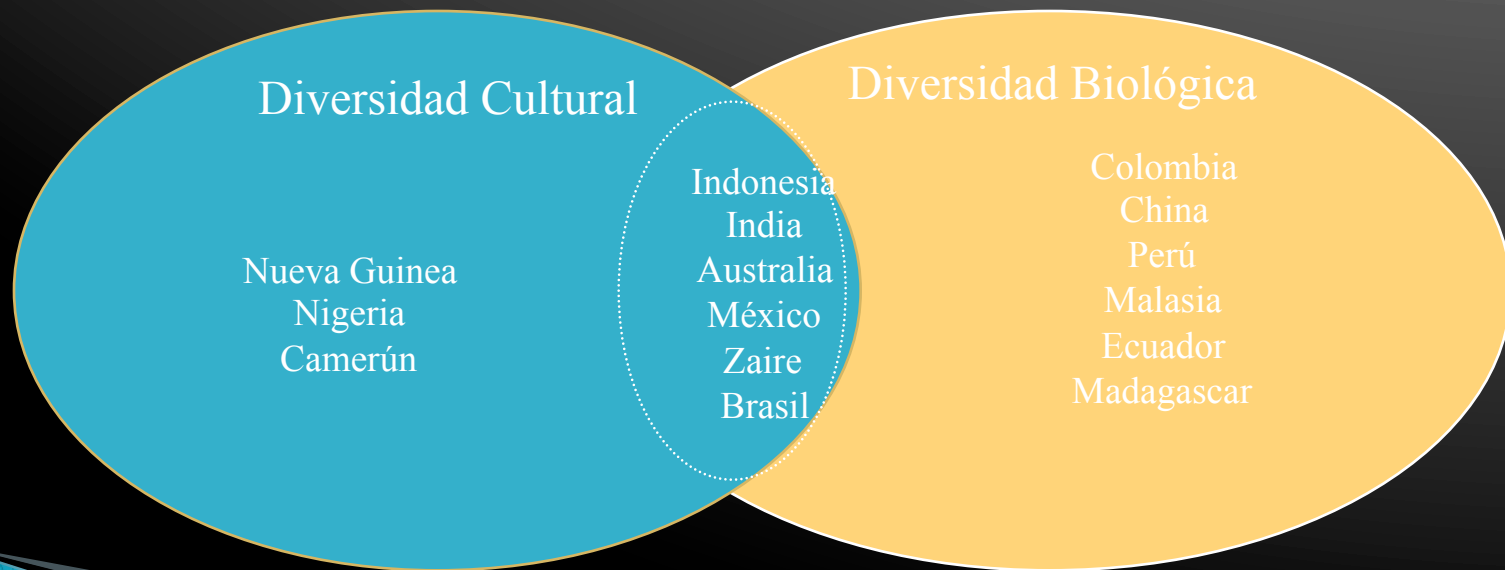 Diversidad Cultural
Nueva Guinea
Nigeria
Camerún
Indonesia
India
Australia
México
Zaire
Brasil
Diversidad Biológica
Colombia
China
Perú
Malasia
Ecuador
Madagascar